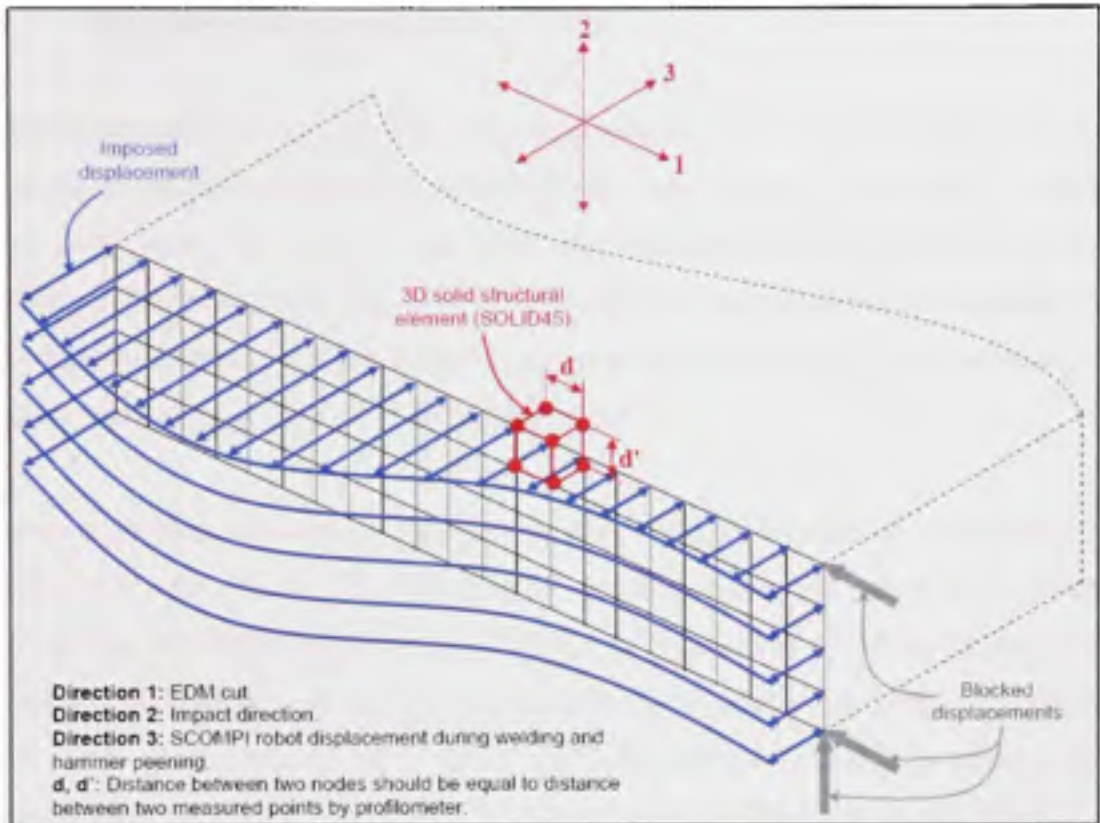 2
3
1
Imposed
displacement
3D solid structural
element (SOLID45)
d
d'
Blocked
displacements
Direction 1: EDM cut.
Direction 2: Impact direction.
Direction 3: SCOMPI robot displacement during welding and
hammer peening.
d, d': Distance between two nodes should be equal to distance
between two measured points by profilometer.